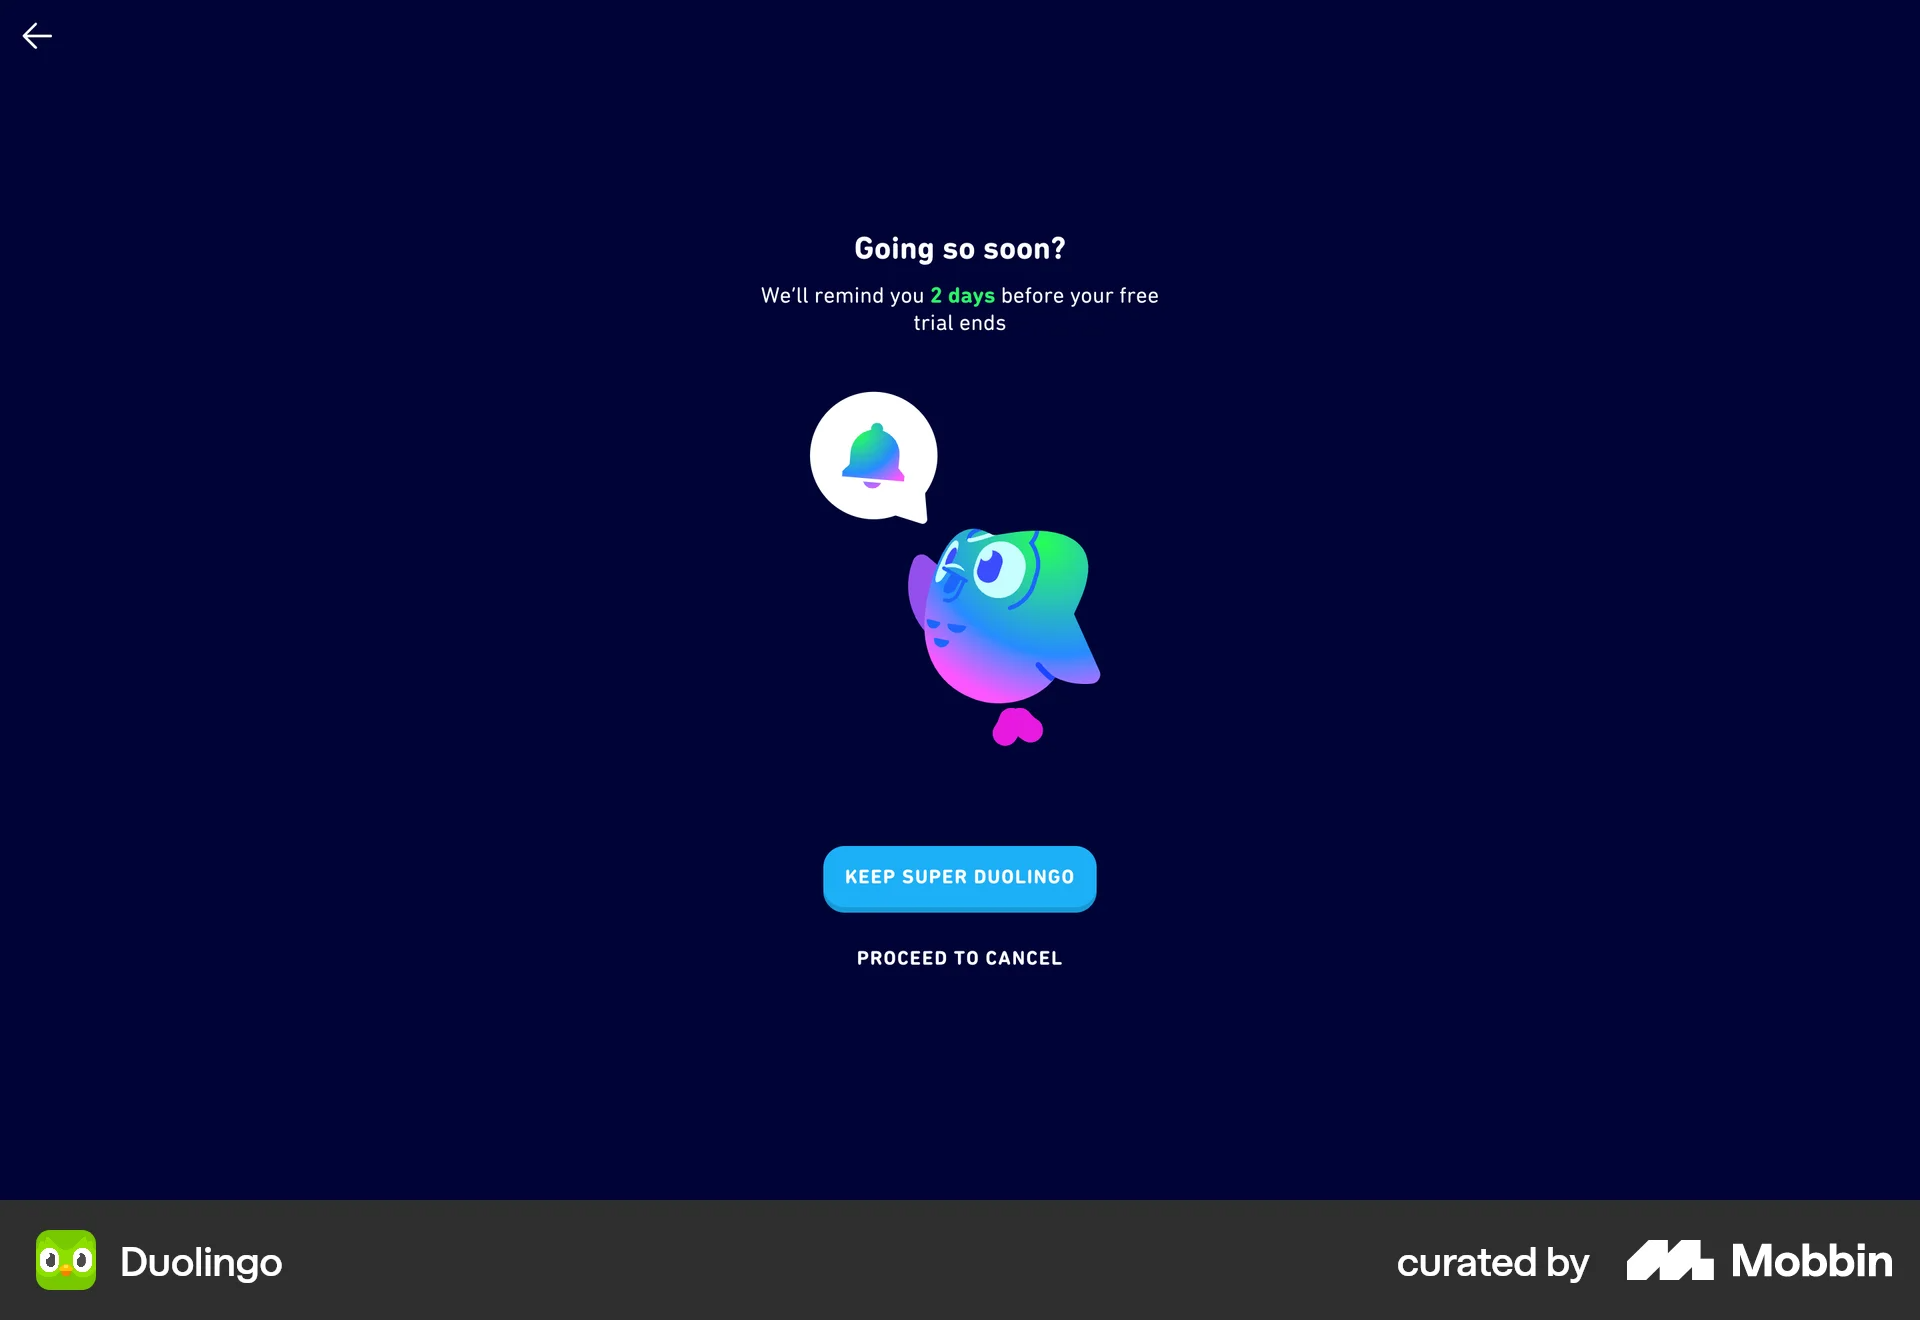 Going so soon?
We’ll remind you 2 days before your free
trial ends
KEEP SUPER DUOLINGO
PROCEED TO CANCEL
Duolingo
curated by Mobbin